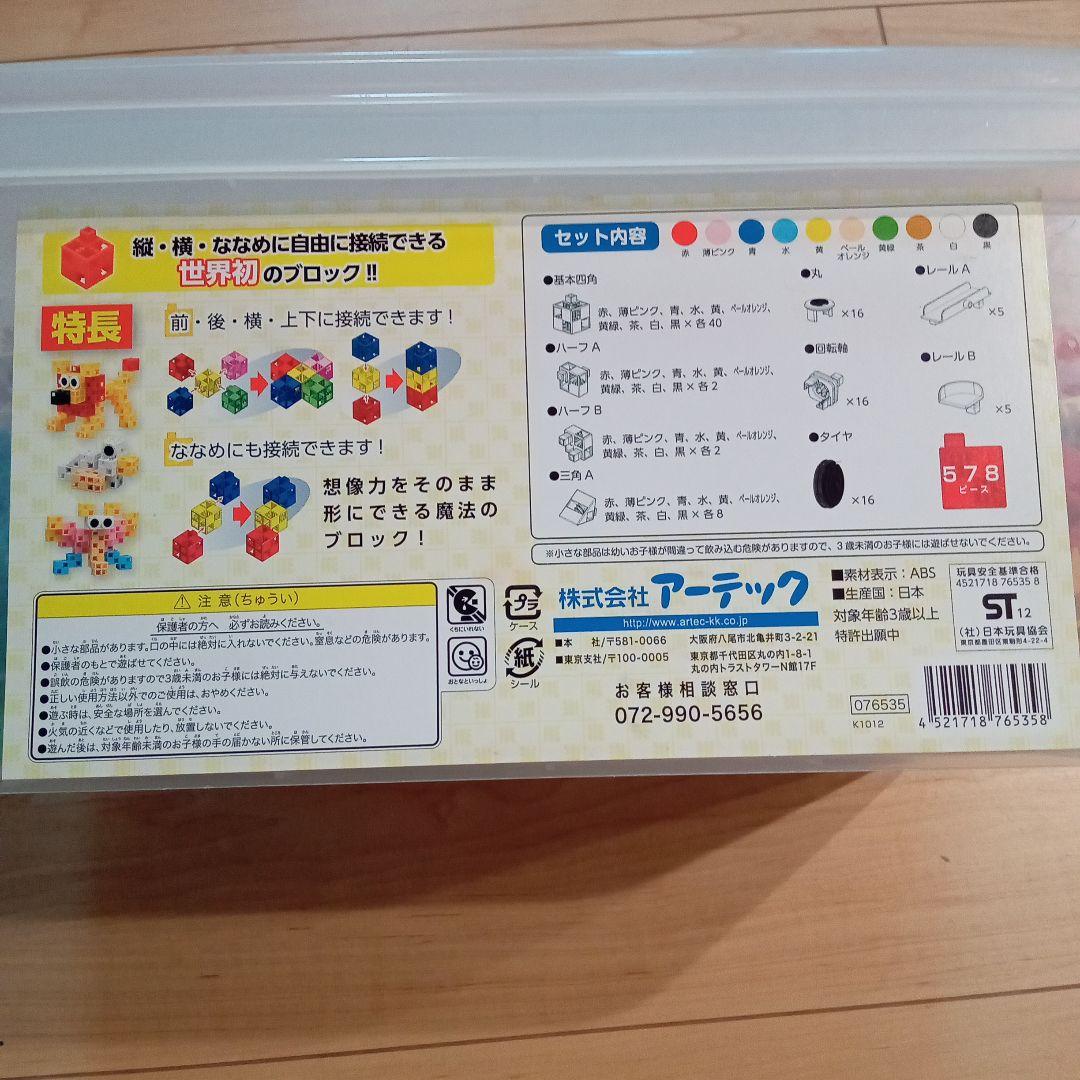 縦・横・ななめに自由に接続できる
世界初のブロック!!
特長
前・後・横・上下に接続できます！
ななめにも接続できます！
想像力をそのまま
形にできる魔法の
ブロック！
セット内容
赤 薄ピンク 青 水 黄 ペールオレンジ 黄緑 茶 白 黒
●基本四角
赤、薄ピンク、青、水、黄、ペールオレンジ、
黄緑、茶、白、黒×各40
●ハーフA
赤、薄ピンク、青、水、黄、ペールオレンジ、
黄緑、茶、白、黒×各2
●ハーフB
赤、薄ピンク、青、水、黄、ペールオレンジ、
黄緑、茶、白、黒×各2
●三角A
赤、薄ピンク、青、水、黄、ペールオレンジ、
黄緑、茶、白、黒×各8
●丸
×16
●回転軸
×16
●タイヤ
×16
●レールA
×5
●レールB
×5
578
ピース
※小さな部品は幼いお子様が間違って飲み込む危険がありますので、3歳未満のお子様には遊ばせないでください。
⚠ 注意(ちゅうい)
保護者の方へ 必ずお読みください。
●小さな部品があります。口の中には絶対に入れないでください。窒息などの危険があります。
●保護者のもとで遊ばせてください。
●誤飲の危険がありますので3歳未満のお子様には絶対に与えないでください。
●正しい使用方法以外でのご使用は、おやめください。
●遊ぶ時は、安全な場所を選んでください。
●火気の近くなどで使用したり、放置しないでください。
●遊んだ後は、対象年齢未満のお子様の手の届かない所に保管してください。
くちにいれない
おとなといっしょ
プラ
ケース
紙
シール
株式会社 アーテック
http://www.artec-kk.co.jp
■本　社/〒581-0066 大阪府八尾市北亀井町3-2-21
■東京支社/〒100-0005 東京都千代田区丸の内1-8-1
丸の内トラストタワーN館17F
お客様相談窓口
072-990-5656
■素材表示：ABS
■生産国：日本
対象年齢3歳以上
特許出願中
玩具安全基準合格
4521718 76535 8
ST 12
(社)日本玩具協会
東京都墨田区東駒形4-22-4
076535
K1012
4 521718 765358